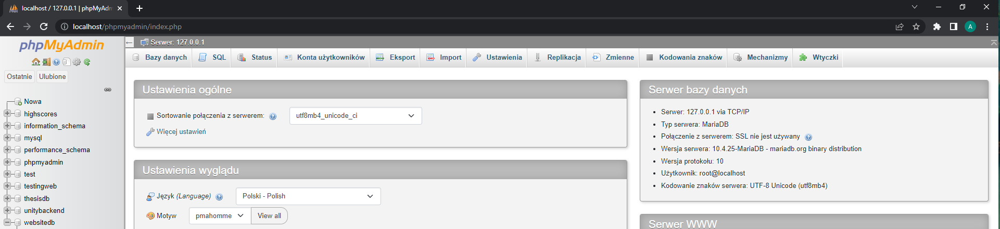 localhost / 127.0.0.1 | phpMyAdm
localhost/phpmyadmin/index.php
A
phpMyAdmin
Ostatnie Ulubione
Nowa
highscores
information_schema
mysql
performance_schema
phpmyadmin
test
testingweb
thesisdb
unitybackend
websitedb
Serwer: 127.0.0.1
Bazy danych SQL Status Konta użytkowników Eksport Import Ustawienia Replikacja Zmienne Kodowania znaków Mechanizmy Wtyczki
Ustawienia ogólne
Sortowanie połączenia z serwerem: utf8mb4_unicode_ci
Więcej ustawień
Ustawienia wyglądu
Język (Language) Polski - Polish
Motyw pmahomme View all
Serwer bazy danych
• Serwer: 127.0.0.1 via TCP/IP
• Typ serwera: MariaDB
• Połączenie z serwerem: SSL nie jest używany
• Wersja serwera: 10.4.25-MariaDB - mariadb.org binary distribution
• Wersja protokołu: 10
• Użytkownik: root@localhost
• Kodowanie znaków serwera: UTF-8 Unicode (utf8mb4)
Serwer WWW